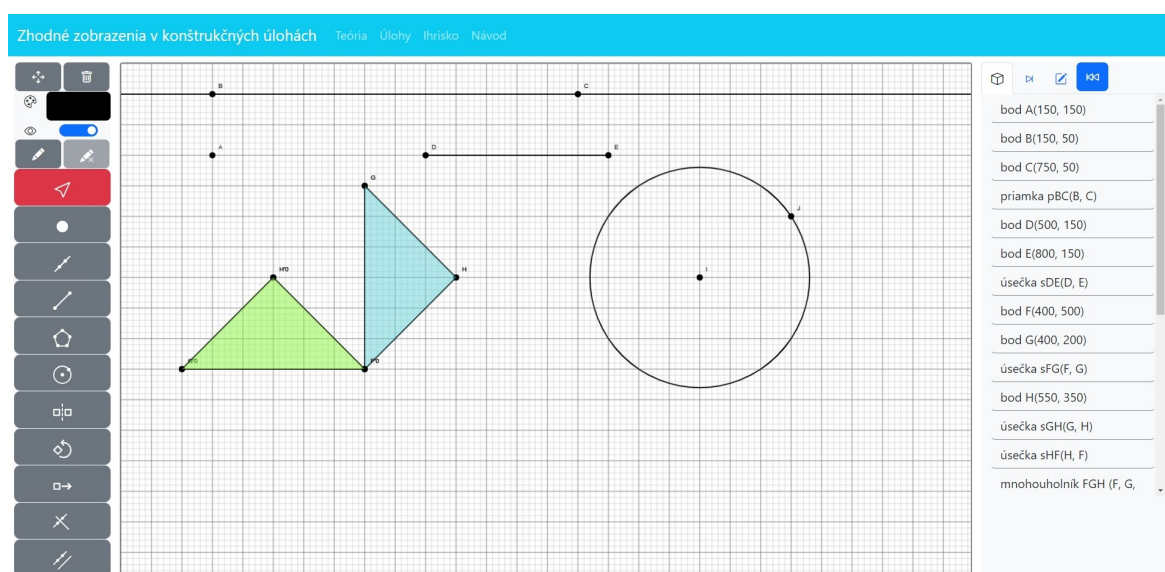 Zhodné zobrazenia v konštrukčných úlohách Teória Úlohy Ihrisko Návod
B
C
A
D
E
G
J
H'0
H
I
F'0
bod A(150, 150)
bod B(150, 50)
bod C(750, 50)
priamka pBC(B, C)
bod D(500, 150)
bod E(800, 150)
úsečka sDE(D, E)
bod F(400, 500)
bod G(400, 200)
úsečka sFG(F, G)
bod H(550, 350)
úsečka sGH(G, H)
úsečka sHF(H, F)
mnohouholník FGH (F, G,